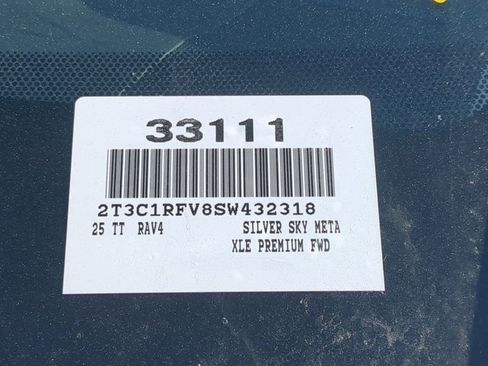 33111
2T3C1RFV8SW432318
25 TT RAV4 SILVER SKY META
XLE PREMIUM FWD